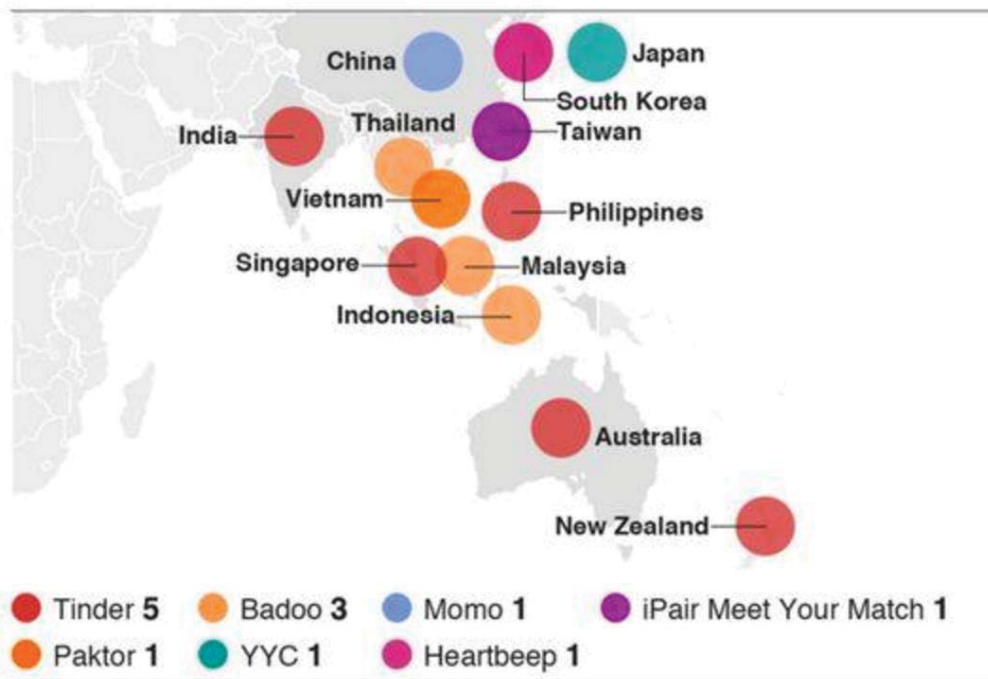 China
Japan
South Korea
India
Thailand
Taiwan
Vietnam
Philippines
Singapore
Malaysia
Indonesia
Australia
New Zealand
Tinder 5
Badoo 3
Momo 1
iPair Meet Your Match 1
Paktor 1
YYC 1
Heartbeep 1